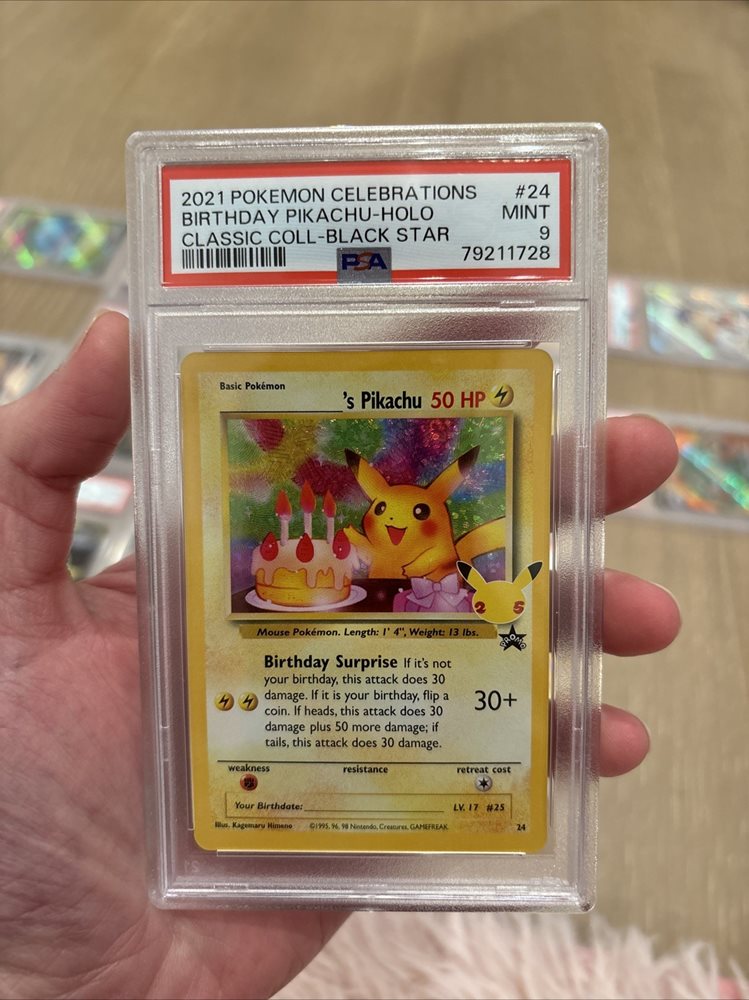 2021 POKEMON CELEBRATIONS #24
BIRTHDAY PIKACHU-HOLO MINT
CLASSIC COLL-BLACK STAR 9
PSA 79211728
Basic Pokémon
____________'s Pikachu 50 HP
25
PROMO
Mouse Pokémon. Length: 1' 4", Weight: 13 lbs.
Birthday Surprise If it's not
your birthday, this attack does 30
damage. If it is your birthday, flip a
coin. If heads, this attack does 30
damage plus 50 more damage; if
tails, this attack does 30 damage.
30+
weakness resistance retreat cost
Your Birthdate:____________ LV. 17 #25
Illus. Kagemaru Himeno ©1995, 96, 98 Nintendo, Creatures, GAMEFREAK. 24